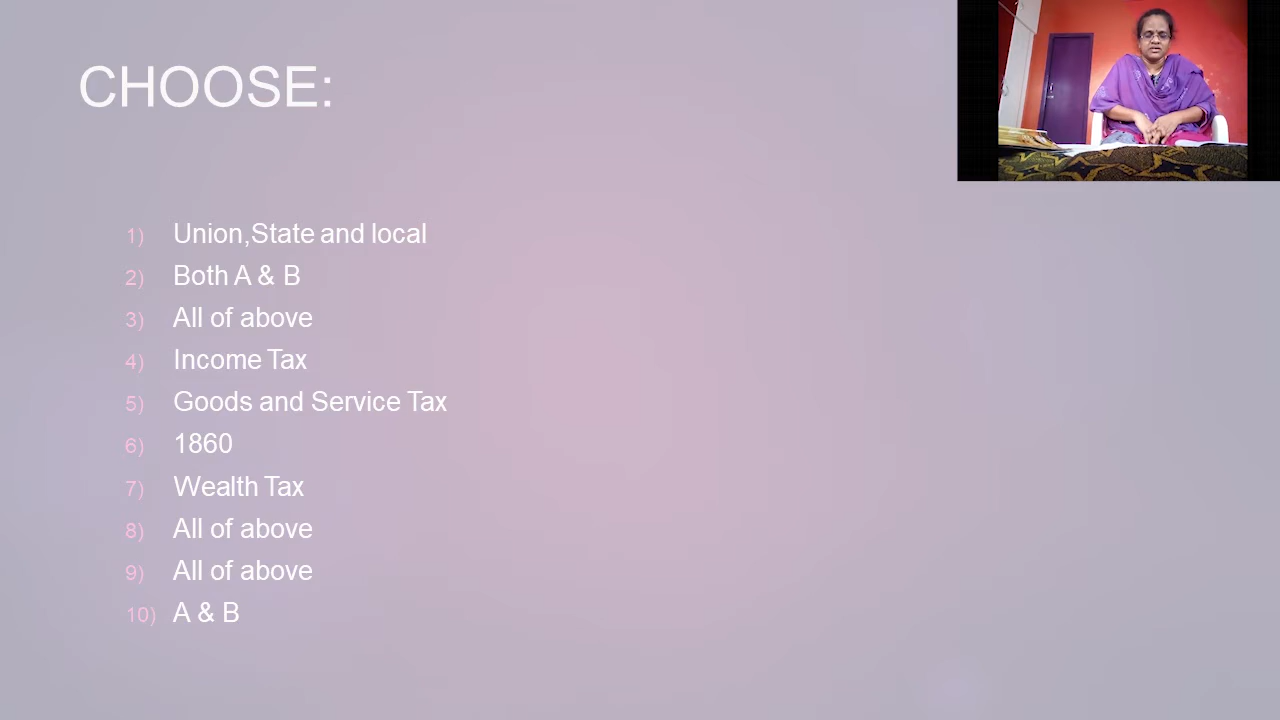 CHOOSE:
1) Union,State and local
2) Both A & B
3) All of above
4) Income Tax
5) Goods and Service Tax
6) 1860
7) Wealth Tax
8) All of above
9) All of above
10) A & B